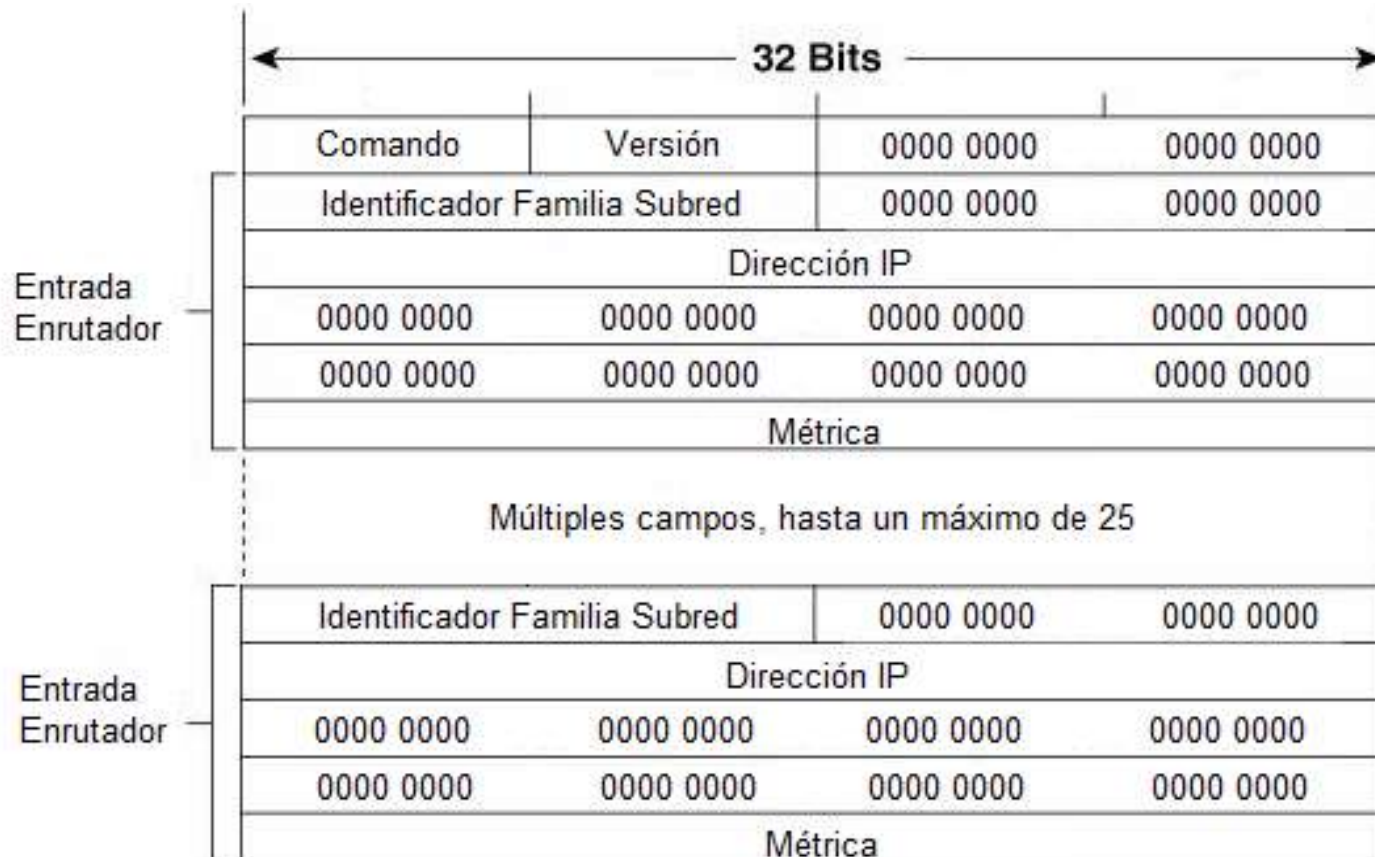 32 Bits
Comando Versión 0000 0000 0000 0000
Identificador Familia Subred 0000 0000 0000 0000
Dirección IP
Entrada
Enrutador
0000 0000 0000 0000 0000 0000 0000 0000
0000 0000 0000 0000 0000 0000 0000 0000
Métrica
Múltiples campos, hasta un máximo de 25
Identificador Familia Subred 0000 0000 0000 0000
Dirección IP
Entrada
Enrutador
0000 0000 0000 0000 0000 0000 0000 0000
0000 0000 0000 0000 0000 0000 0000 0000
Métrica